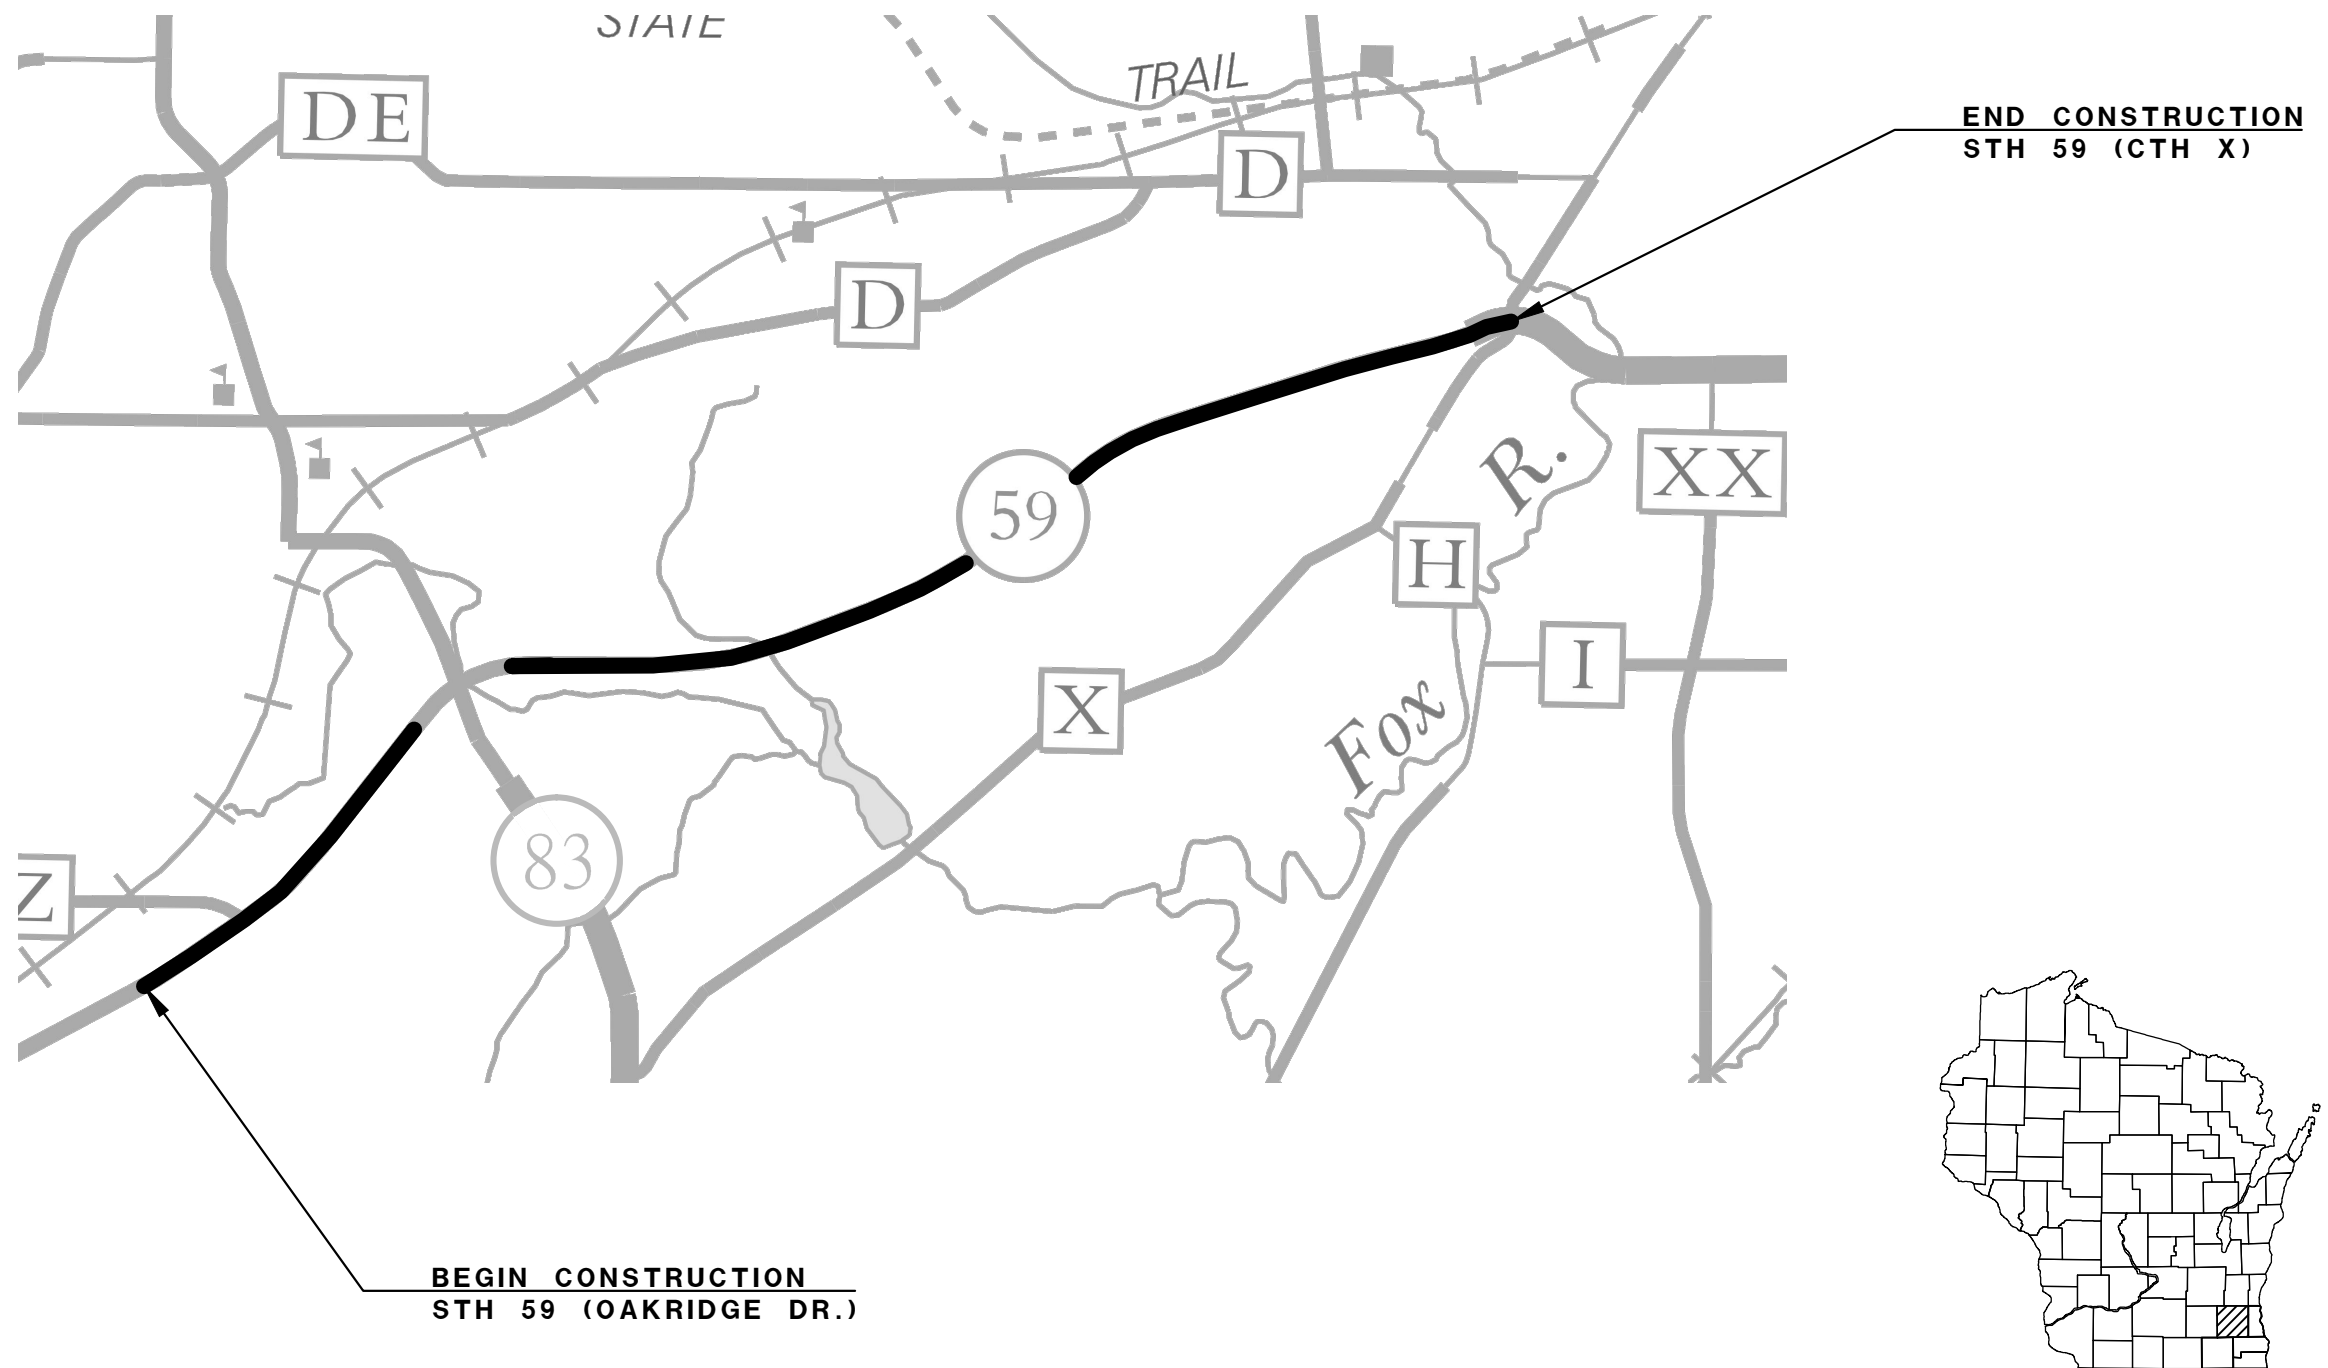 STATE
TRAIL
DE
END CONSTRUCTION
STH 59 (CTH X)
D
D
59
R.
XX
H
I
X
Fox
83
Z
BEGIN CONSTRUCTION
STH 59 (OAKRIDGE DR.)